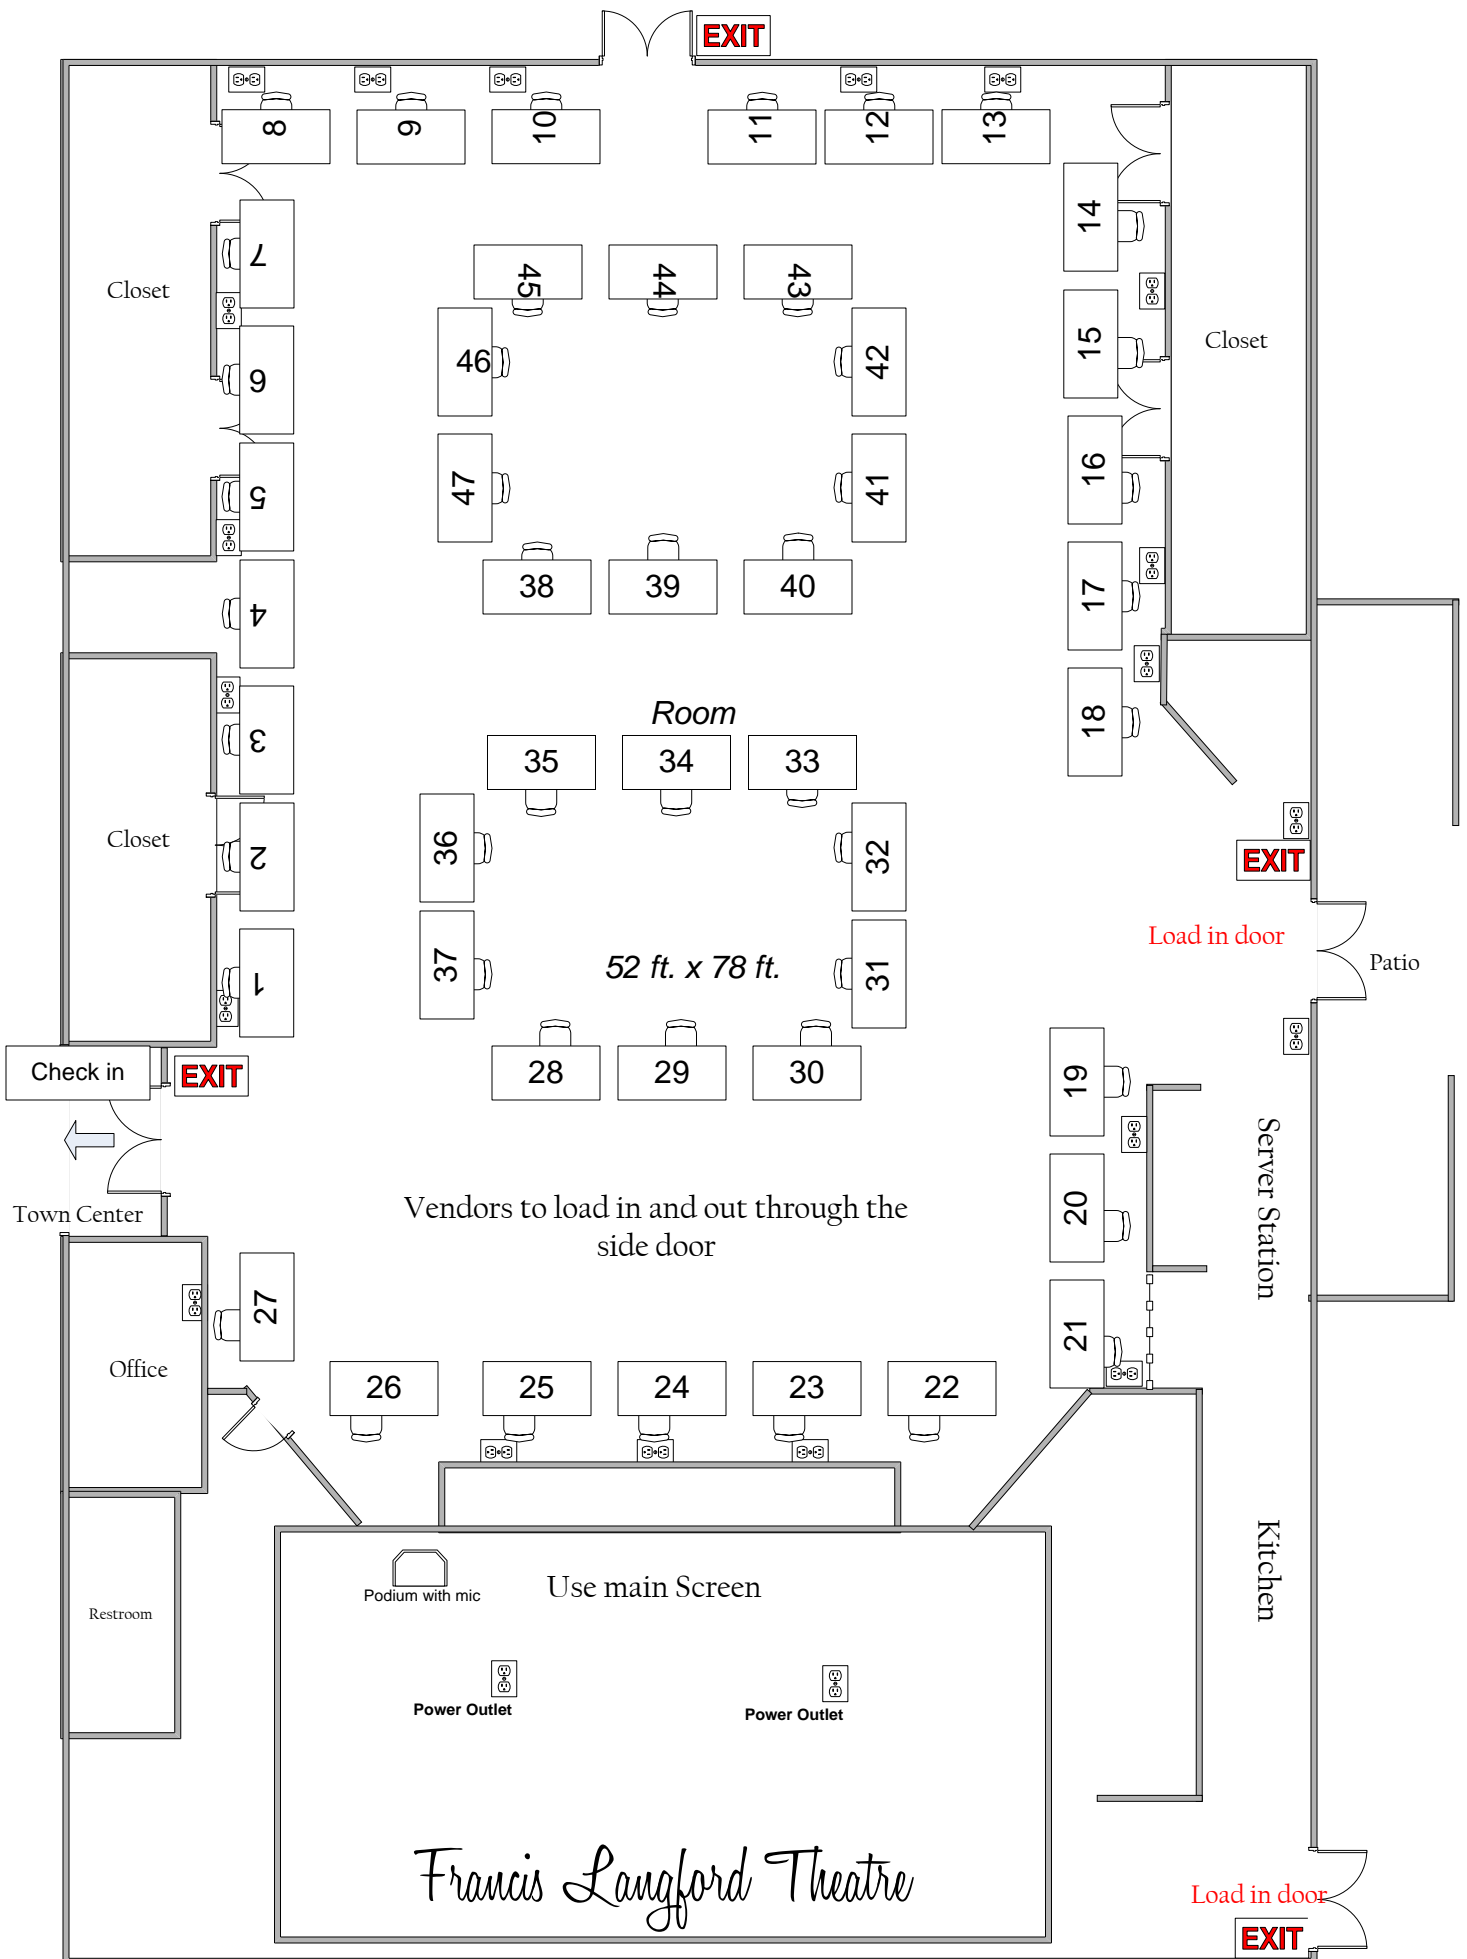 EXIT
8
9
10
11
12
13
7
14
Closet
45
44
43
15
Closet
6
46
42
5
47
41
16
4
38
39
40
17
3
Room
18
35
34
33
Closet
2
36
32
EXIT
Load in door
1
37
52 ft. x 78 ft.
31
Patio
Check in
EXIT
28
29
30
19
Town Center
Vendors to load in and out through the
side door
20
Server Station
27
21
Office
26
25
24
23
22
Podium with mic
Use main Screen
Kitchen
Restroom
Power Outlet
Power Outlet
Francis Langford Theatre
Load in door
EXIT